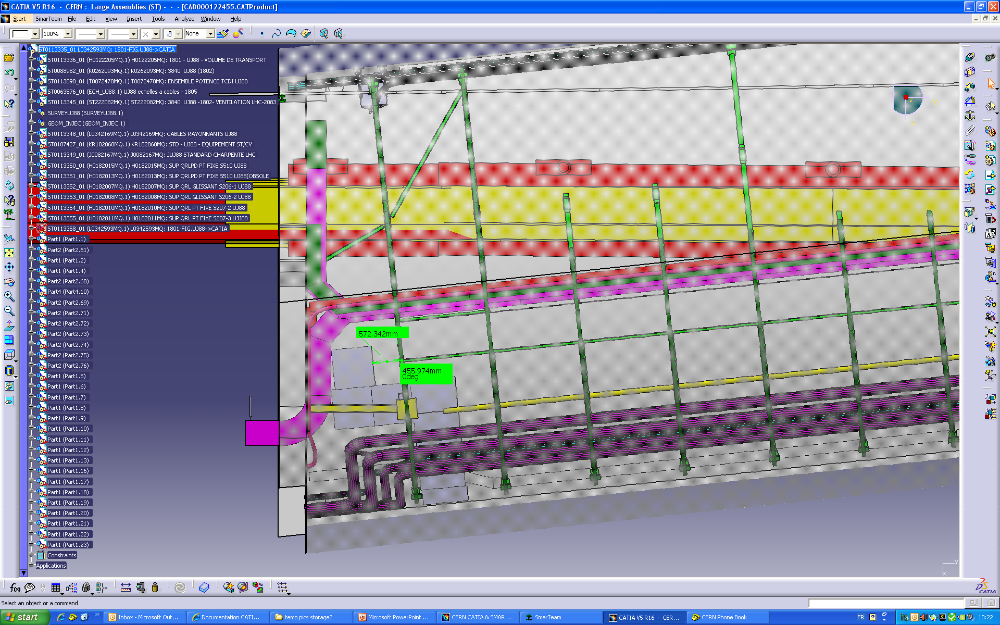 CATIA V5 R16 - CERN : Large Assemblies (ST) - - - [CAD000122455.CATProduct]
Start SmarTeam File Edit View Insert Tools Analyze Window Help
100% None
ST0113335_01 L0342593MQ: 1801-FIG.UJ88->CATIA
ST0113336_01 (H0122205MQ.1) H0122205MQ: 1801 - UJ88 - VOLUME DE TRANSPORT
ST0088982_01 (K0262093MQ.1) K0262093MQ: 3840 UJ88 (1802)
ST0113098_01 (T0072478MQ.1) T0072478MQ: ENSEMBLE POTENCE TCDI UJ88
ST0063576_01 (ECH_UJ88.1) UJ88 echelles a cables - 1805
ST0113345_01 (ST222082MQ.1) ST222082MQ: 3840 UJ88 -1802- VENTILATION LHC-2083
SURVEYUJ88 (SURVEYUJ88.1)
GEOM_INJEC (GEOM_INJEC.1)
ST0113348_01 (L0342169MQ.1) L0342169MQ: CABLES RAYONNANTS UJ88
ST0107427_01 (KR182060MQ.1) KR182060MQ: STD - UJ88 - EQUIPEMENT ST/CV
ST0113349_01 (J0082167MQ.1) J0082167MQ: JUJ88 STANDARD CHARPENTE LHC
ST0113350_01 (H0182015MQ.1) H0182015MQ: SUP QRLPD PT FIXE S510 UJ88
ST0113351_01 (H0182013MQ.1) H0182013MQ: SUP QRLPD PT FIXE S510 UJ88(OBSOLE
ST0113352_01 (H0182007MQ.1) H0182007MQ: SUP QRL GLISSANT S206-1 UJ88
ST0113353_01 (H0182008MQ.1) H0182008MQ: SUP QRL GLISSANT S206-2 UJ88
ST0113354_01 (H0182010MQ.1) H0182010MQ: SUP QRL PT FIXE S207-2 UJ88
ST0113355_01 (H0182011MQ.1) H0182011MQ: SUP QRL PT FIXE S207-3 UJJ88
ST0113358_01 (L0342593MQ.1) L0342593MQ: 1801-FIG.UJ88->CATIA
Part1 (Part1.1)
Part2 (Part2.61)
Part1 (Part1.2)
Part1 (Part1.4)
Part2 (Part2.68)
Part4 (Part4.10)
Part2 (Part2.69)
Part2 (Part2.71)
Part2 (Part2.72)
Part2 (Part2.73)
Part2 (Part2.74)
Part2 (Part2.75)
Part2 (Part2.76)
Part1 (Part1.5)
Part1 (Part1.6)
Part1 (Part1.7)
Part1 (Part1.8)
Part1 (Part1.9)
Part1 (Part1.10)
Part1 (Part1.11)
Part1 (Part1.12)
Part1 (Part1.13)
Part1 (Part1.16)
Part1 (Part1.17)
Part1 (Part1.18)
Part1 (Part1.19)
Part1 (Part1.20)
Part1 (Part1.21)
Part1 (Part1.22)
Part1 (Part1.23)
Constraints
Applications
572.342mm
455.974mm
0deg
y
x
CATIA
Select an object or a command
start Inbox - Microsoft Out... Documentation CATI... temp pics storage2 Microsoft PowerPoint ... CERN CATIA & SMAR... SmarTeam CATIA V5 R16 - CER... CERN Phone Book FR 10:22